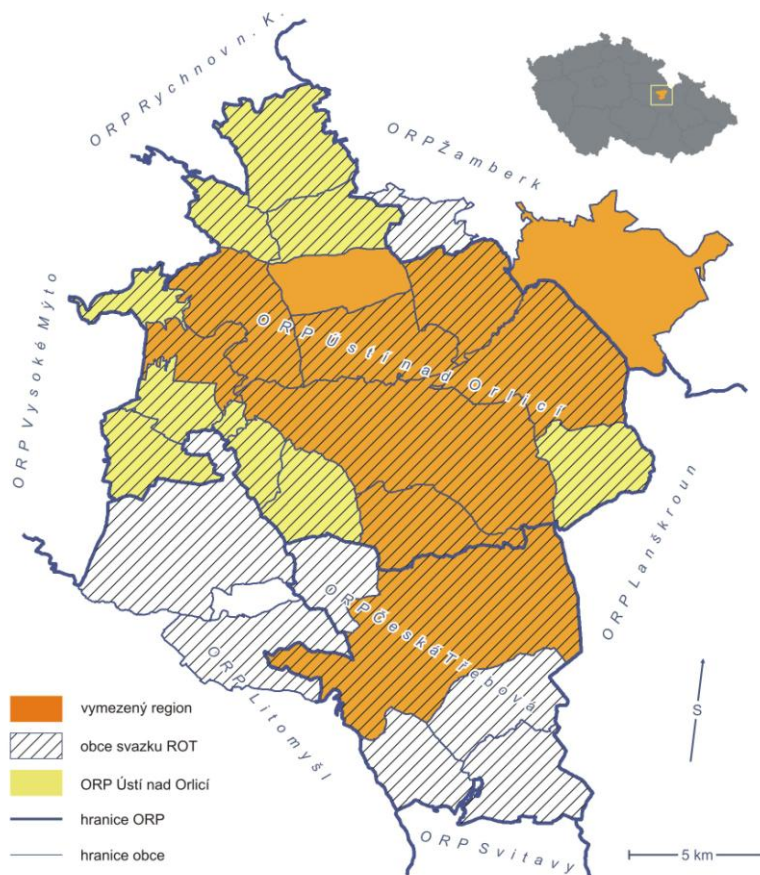 ORP Rychnov n. K.
ORP Žamberk
ORP Vysoké Mýto
ORP Ústí nad Orlicí
ORP Lanškroun
ORP Česká Třebová
ORP Litomyšl
S
vymezený region
obce svazku ROT
ORP Ústí nad Orlicí
hranice ORP
hranice obce
ORP Svitavy
5 km